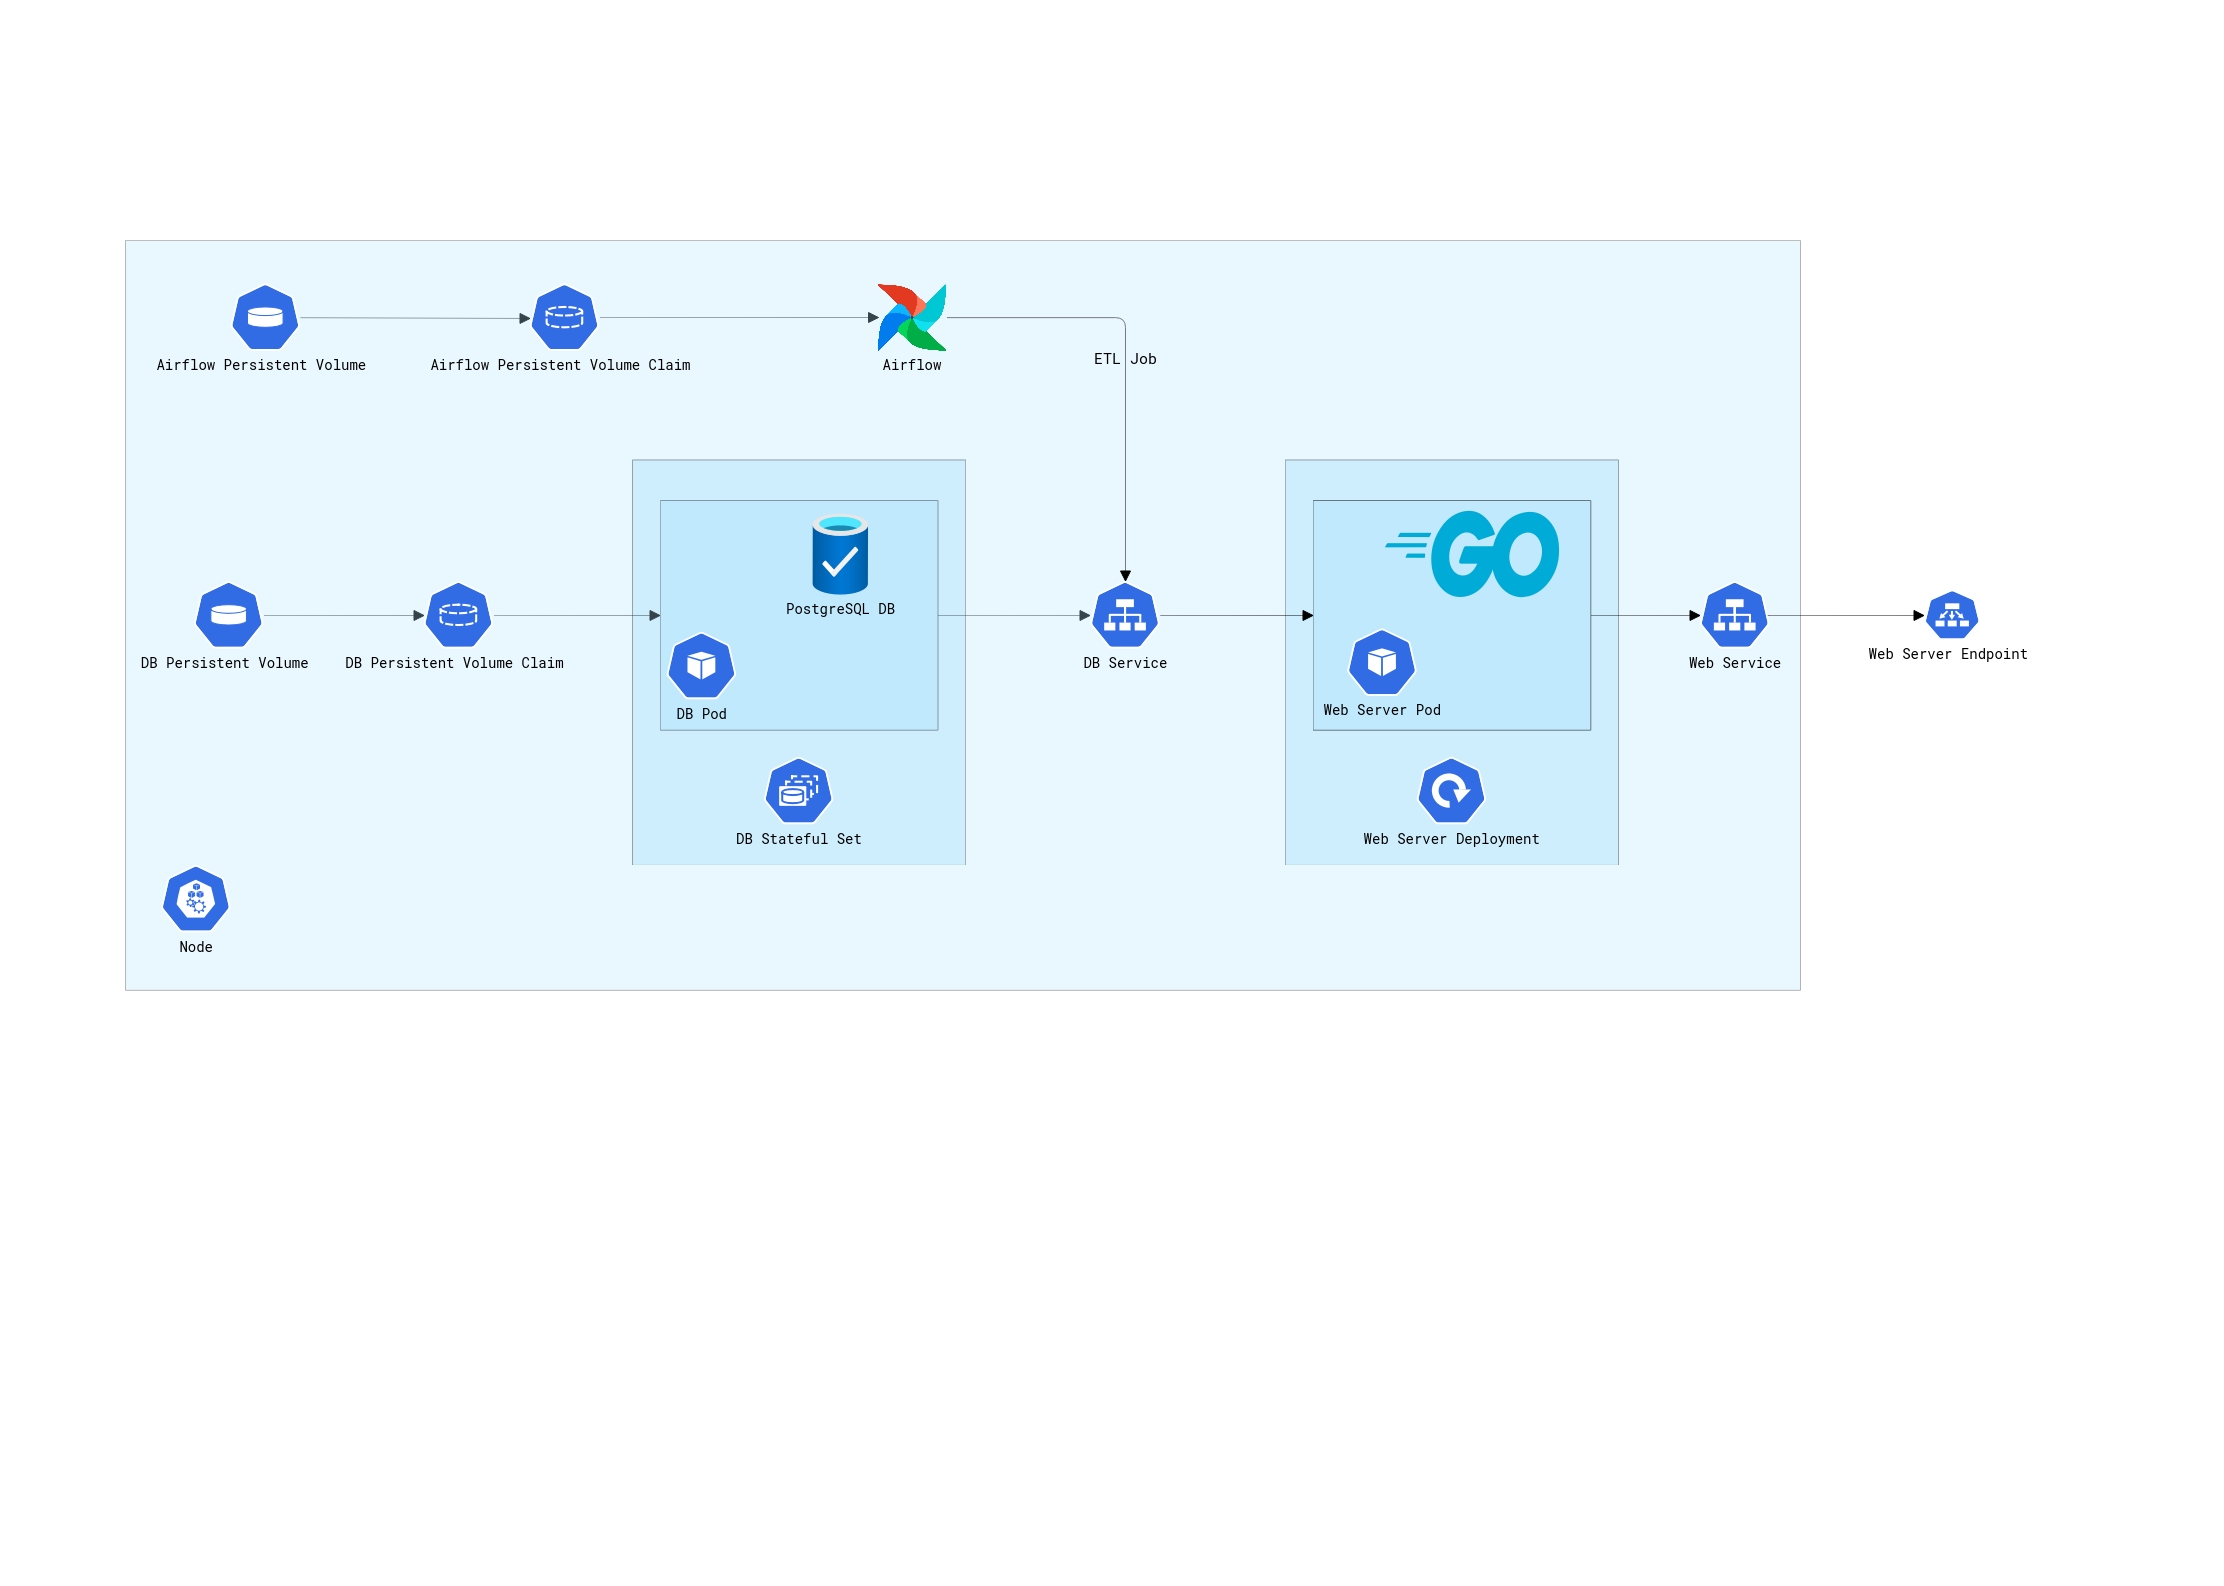 Airflow Persistent Volume
Airflow Persistent Volume Claim
Airflow
ETL Job
GO
PostgreSQL DB
DB Persistent Volume
DB Persistent Volume Claim
DB Service
Web Service
Web Server Endpoint
DB Pod
Web Server Pod
DB Stateful Set
Web Server Deployment
Node